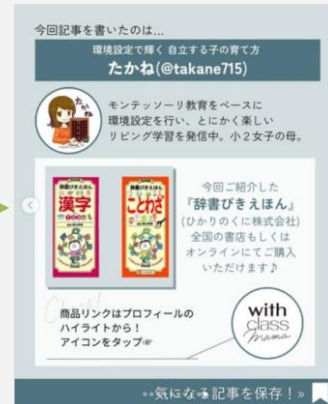 今回記事を書いたのは...
環境設定で輝く 自立する子の育て方
たかね(@takane715)
たかね
モンテッソーリ教育をベースに
環境設定を行い、とにかく楽しい
リビング学習を発信中。小2女子の母。
辞書びきえほん
漢字
辞書びきえほん
ことわざ
今回ご紹介した
『辞書びきえほん』
(ひかりのくに株式会社)
全国の書店もしくは
オンラインにてご購入
いただけます♪
商品リンクはプロフィールの
ハイライトから!
アイコンをタップ☞
with
class
mama
気になる記事を保存!»